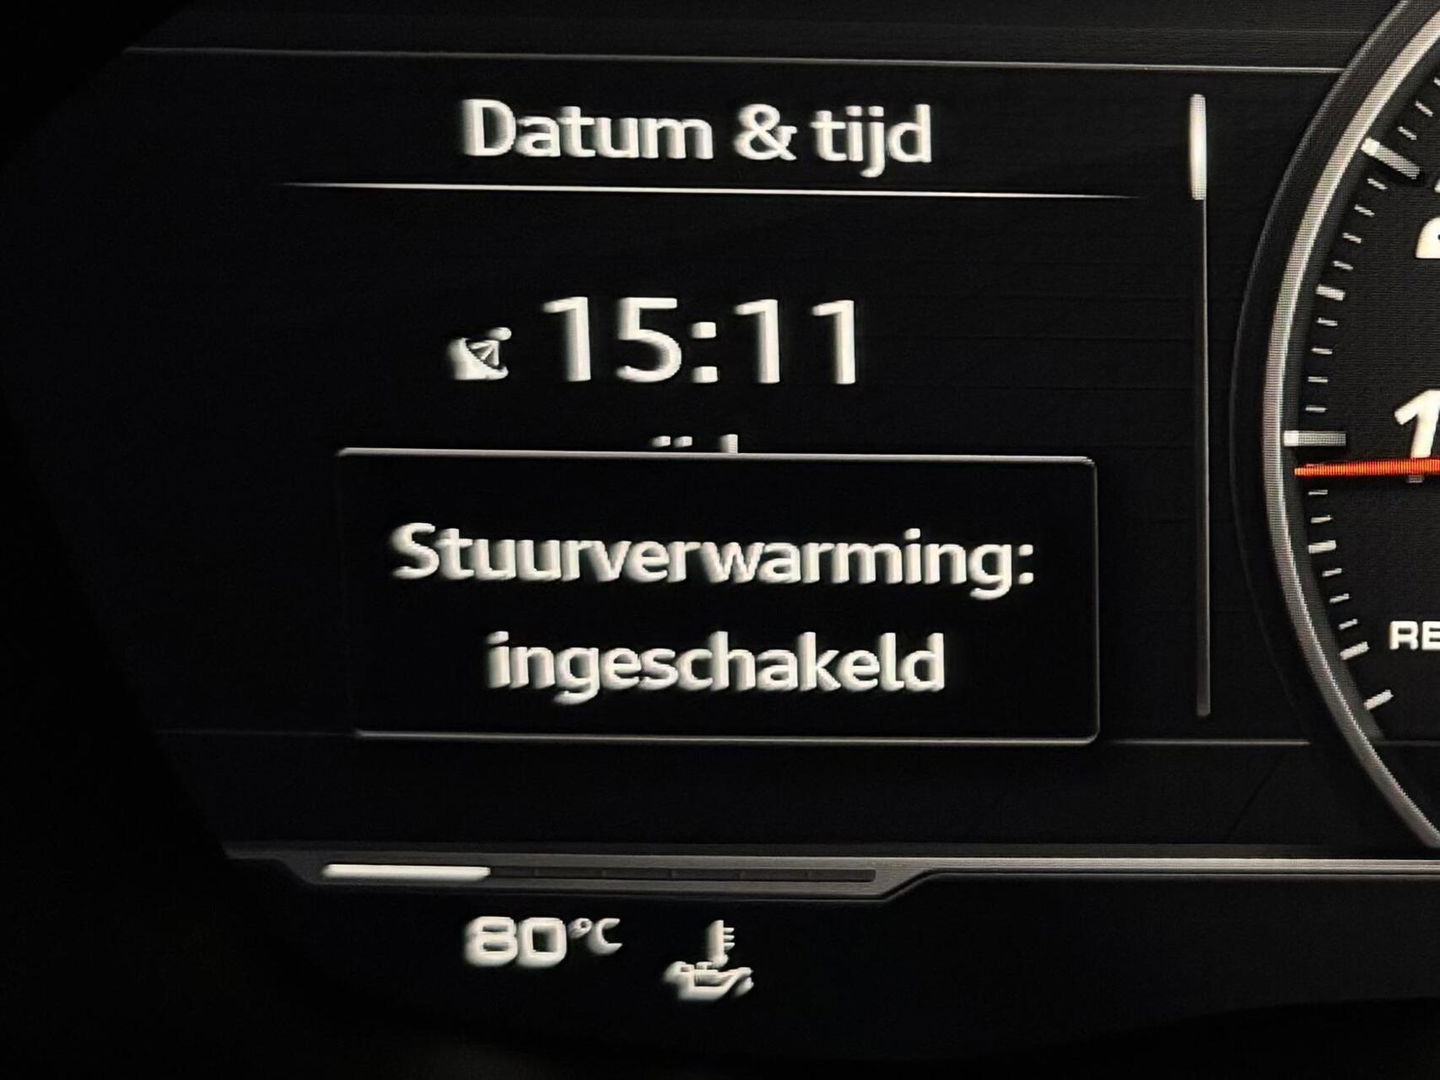 Datum & tijd
15:11
Stuurverwarming:
ingeschakeld
80°C